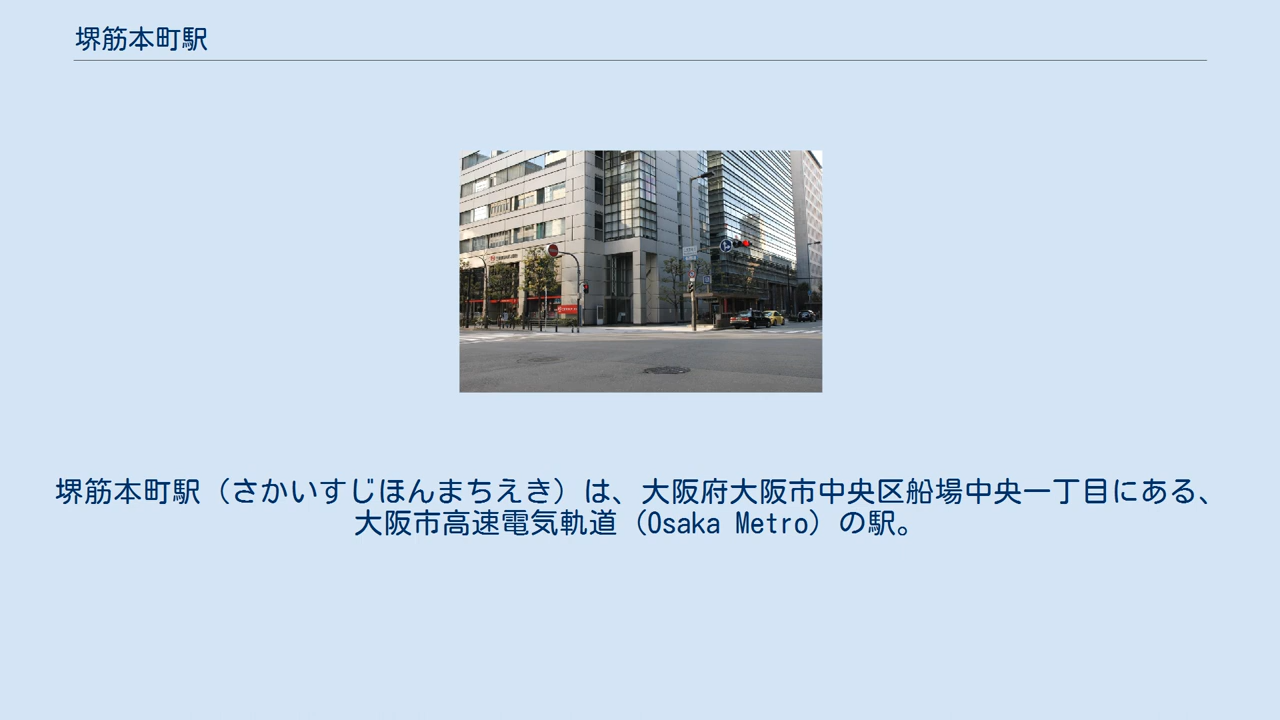 堺筋本町駅
堺筋本町駅（さかいすじほんまちえき）は、大阪府大阪市中央区船場中央一丁目にある、
大阪市高速電気軌道（Osaka Metro）の駅。